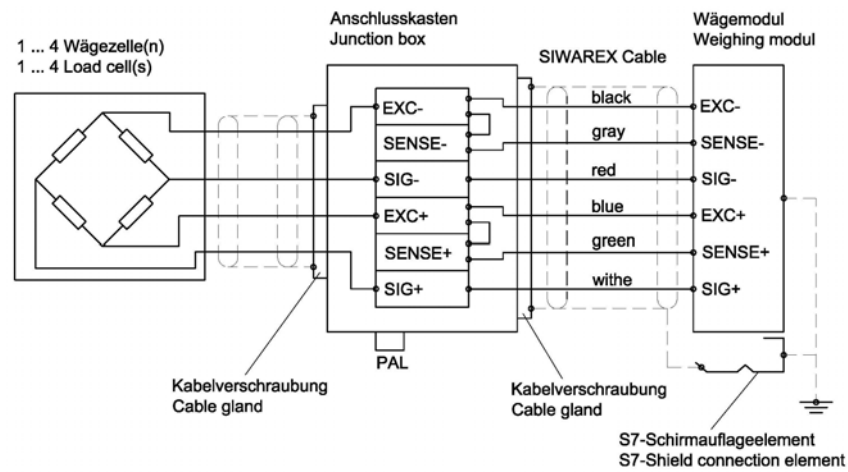 1 ... 4 Wägezelle(n)
1 ... 4 Load cell(s)
Anschlusskasten
Junction box
SIWAREX Cable
Wägemodul
Weighing modul
EXC-
SENSE-
SIG-
EXC+
SENSE+
SIG+
black
gray
red
blue
green
withe
EXC-
SENSE-
SIG-
EXC+
SENSE+
SIG+
PAL
Kabelverschraubung
Cable gland
Kabelverschraubung
Cable gland
S7-Schirmauflageelement
S7-Shield connection element